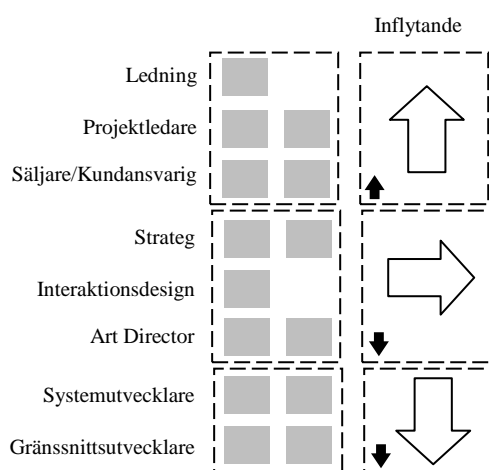 Inflytande
Ledning
Projektledare
Säljare/Kundansvarig
Strateg
Interaktionsdesign
Art Director
Systemutvecklare
Gränssnittsutvecklare